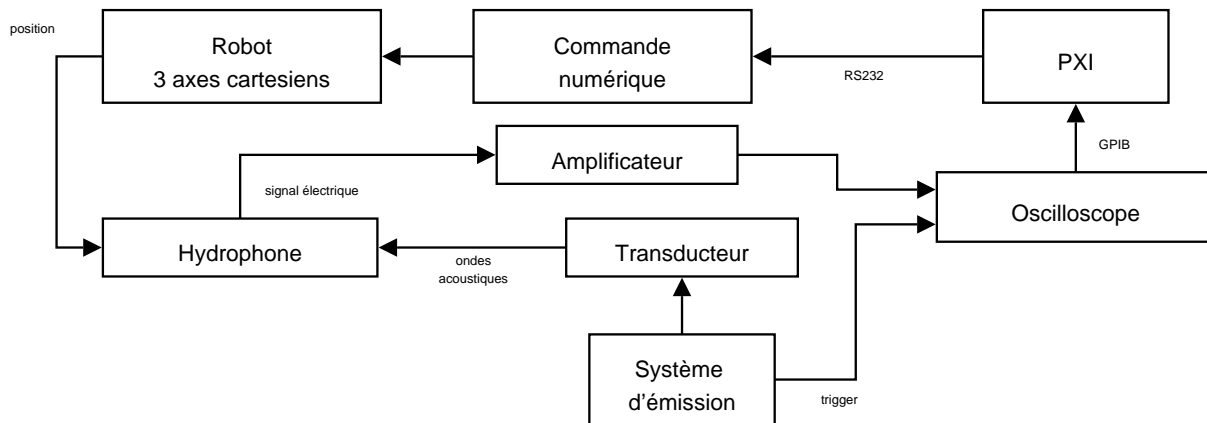 position
Robot
3 axes cartesiens
Commande
numérique
RS232
PXI
GPIB
Amplificateur
signal électrique
Oscilloscope
Hydrophone
ondes
acoustiques
Transducteur
Système
d'émission
trigger